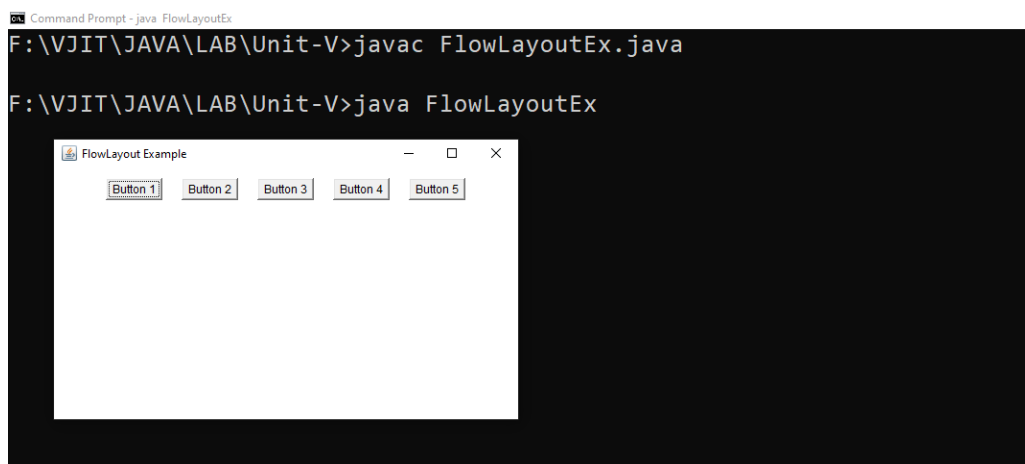 Command Prompt - java  FlowLayoutEx
F:\VJIT\JAVA\LAB\Unit-V>javac FlowLayoutEx.java
F:\VJIT\JAVA\LAB\Unit-V>java FlowLayoutEx
FlowLayout Example
Button 1 Button 2 Button 3 Button 4 Button 5